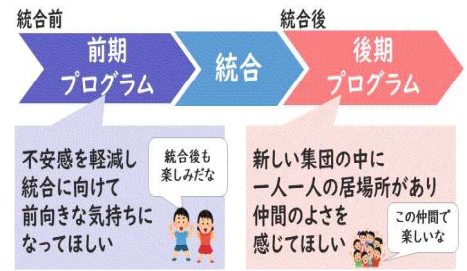 統合前
統合後
前期
プログラム
統合
後期
プログラム
不安感を軽減し
統合に向けて
前向きな気持ちに
なってほしい
統合後も
楽しみだな
新しい集団の中に
一人一人の居場所があり
仲間のよさを
感じてほしい
この仲間で
楽しいな